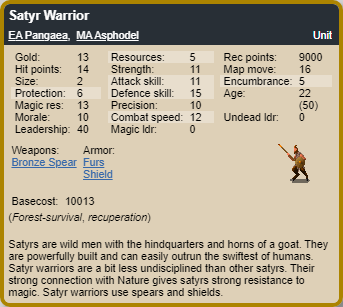 Satyr Warrior
EA Pangaea, MA Asphodel Unit
Gold: 13 Resources: 5 Rec points: 9000
Hit points: 14 Strength: 11 Map move: 16
Size: 2 Attack skill: 11 Encumbrance: 5
Protection: 6 Defence skill: 15 Age: 22
Magic res: 13 Precision: 10 (50)
Morale: 10 Combat speed: 12 Undead ldr: 0
Leadership: 40 Magic ldr: 0
Weapons: Armor:
Bronze Spear Furs
Shield
Basecost: 10013
(Forest-survival, recuperation)
Satyrs are wild men with the hindquarters and horns of a goat. They
are powerfully built and can easily outrun the swiftest of humans.
Satyr warriors are a bit less undisciplined than other satyrs. Their
strong connection with Nature gives satyrs strong resistance to
magic. Satyr warriors use spears and shields.